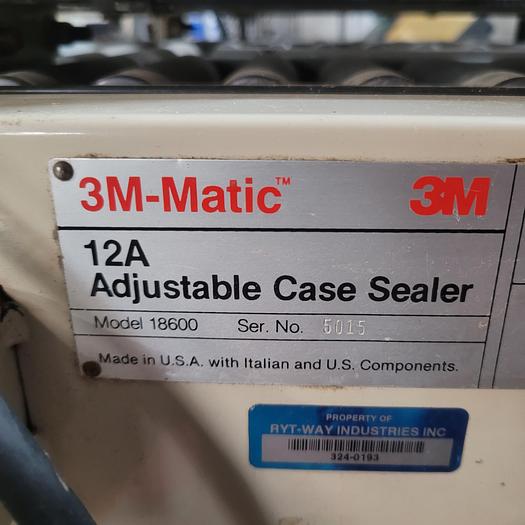 3M-Matic™ 3M
12A
Adjustable Case Sealer
Model 18600 Ser. No. 5015
Made in U.S.A. with Italian and U.S. Components.
PROPERTY OF
RYT-WAY INDUSTRIES INC
324-0193